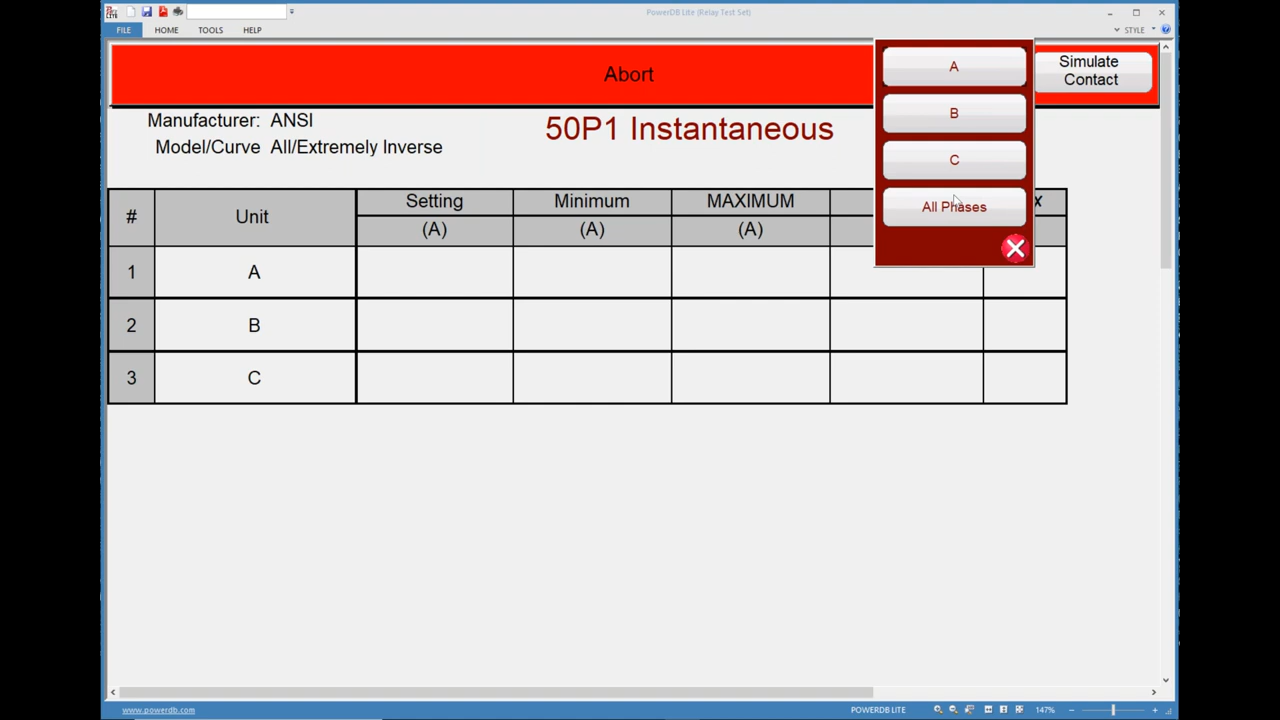 PowerDB Lite (Relay Test Set)
FILE HOME TOOLS HELP STYLE
Abort
A
B
C
All Phases
Simulate
Contact
Manufacturer: ANSI
Model/Curve All/Extremely Inverse
50P1 Instantaneous
# Unit Setting Minimum MAXIMUM
(A) (A) (A)
1 A
2 B
3 C
www.powerdb.com POWERDB LITE 147%